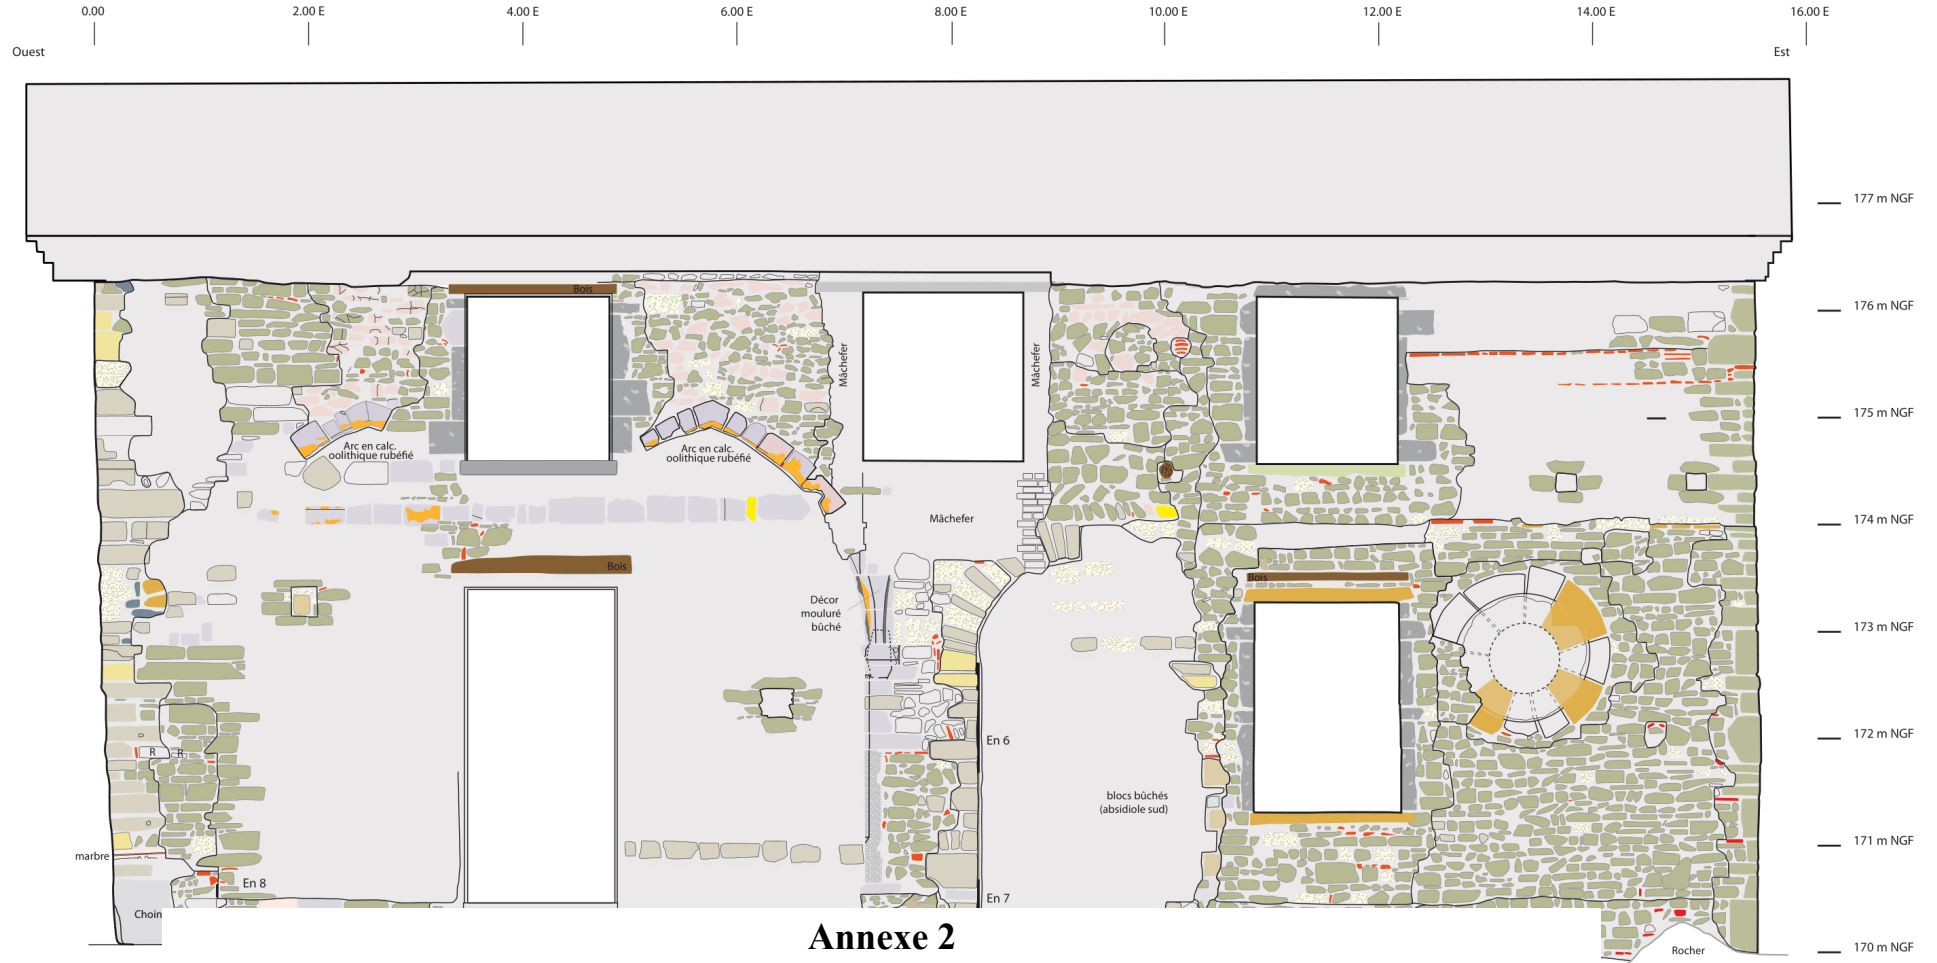 0.00 2.00 E 4.00 E 6.00 E 8.00 E 10.00 E 12.00 E 14.00 E 16.00 E
Ouest
Est
177 m NGF
Bois
176 m NGF
Mâchefer
Mâchefer
175 m NGF
Arc en calc.
oolithique rubéfié
Arc en calc.
oolithique rubéfié
Mâchefer
174 m NGF
Bois
Bois
Décor
mouluré
bûché
173 m NGF
R
R
En 6
172 m NGF
blocs bûchés
(absidiole sud)
marbre
171 m NGF
En 8
En 7
Choin
Annexe 2
Rocher
170 m NGF